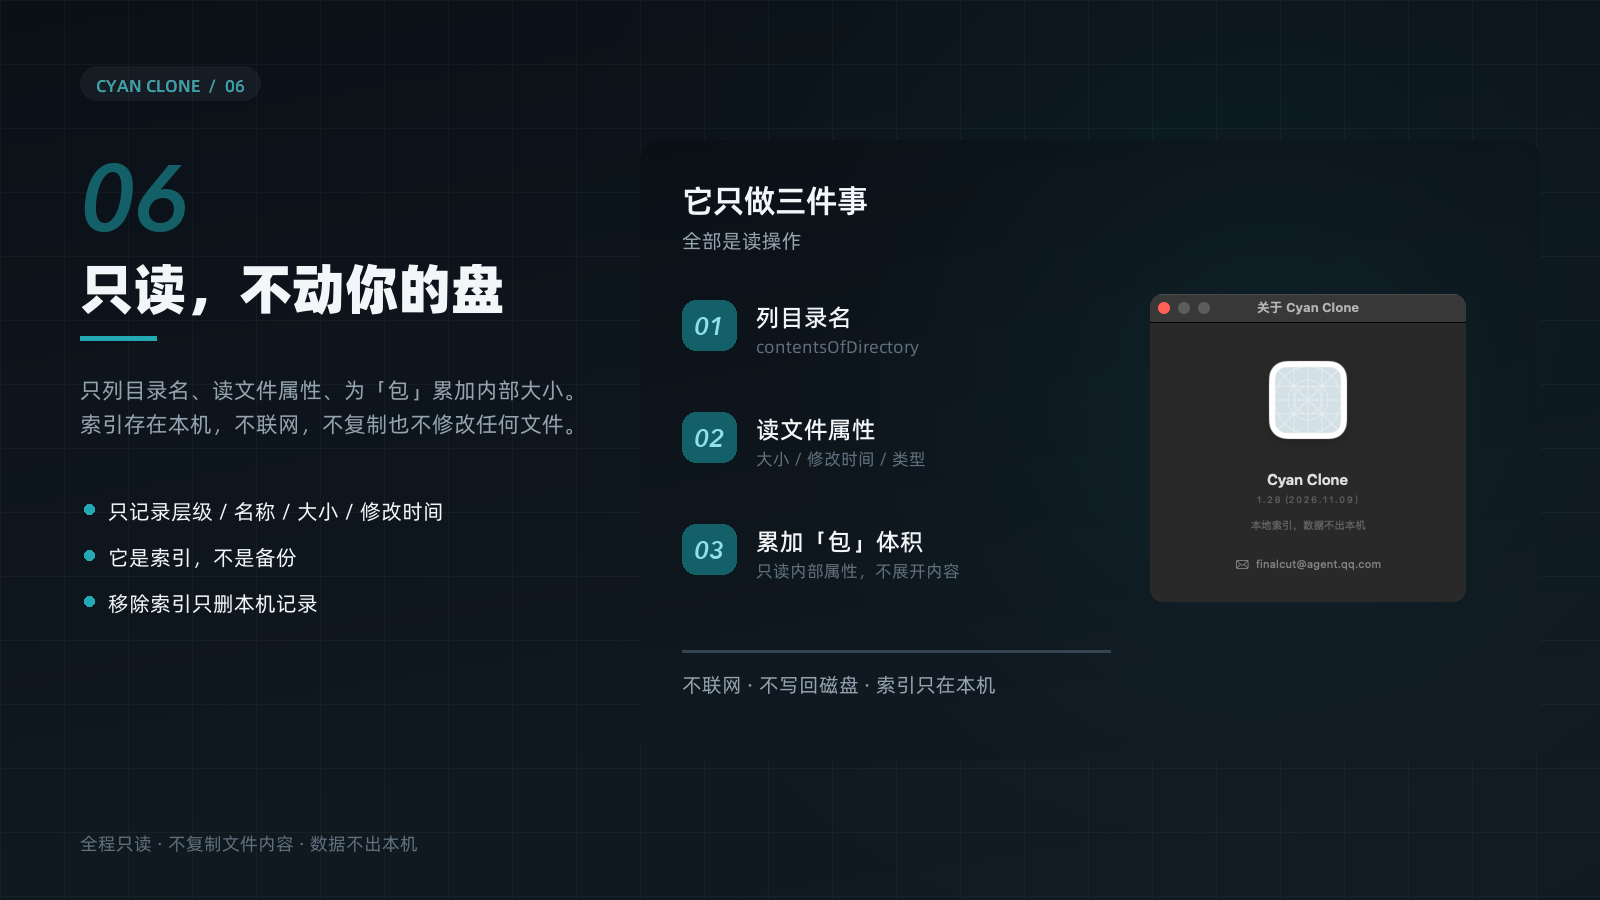 CYAN CLONE / 06
06
只读，不动你的盘
只列目录名、读文件属性、为「包」累加内部大小。
索引存在本机，不联网，不复制也不修改任何文件。
只记录层级 / 名称 / 大小 / 修改时间
它是索引，不是备份
移除索引只删本机记录
它只做三件事
全部是读操作
01
列目录名
contentsOfDirectory
02
读文件属性
大小 / 修改时间 / 类型
03
累加「包」体积
只读内部属性，不展开内容
不联网 · 不写回磁盘 · 索引只在本机
关于 Cyan Clone
Cyan Clone
1.28 (2026.11.09)
本地索引，数据不出本机
finalcut@agent.qq.com
全程只读 · 不复制文件内容 · 数据不出本机